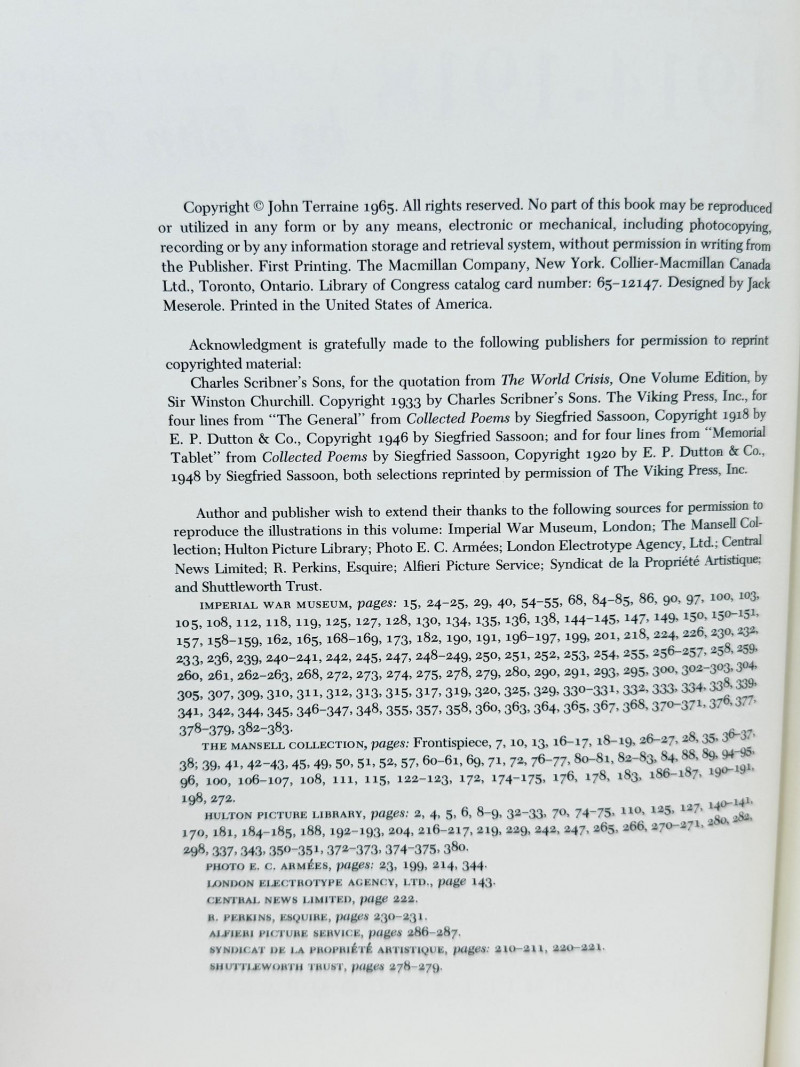 Copyright © John Terraine 1965. All rights reserved. No part of this book may be reproduced
or utilized in any form or by any means, electronic or mechanical, including photocopying,
recording or by any information storage and retrieval system, without permission in writing from
the Publisher. First Printing. The Macmillan Company, New York. Collier-Macmillan Canada
Ltd., Toronto, Ontario. Library of Congress catalog card number: 65–12147. Designed by Jack
Meserole. Printed in the United States of America.
Acknowledgment is gratefully made to the following publishers for permission to reprint
copyrighted material:
Charles Scribner's Sons, for the quotation from The World Crisis, One Volume Edition, by
Sir Winston Churchill. Copyright 1933 by Charles Scribner's Sons. The Viking Press, Inc., for
four lines from "The General" from Collected Poems by Siegfried Sassoon, Copyright 1918 by
E. P. Dutton & Co., Copyright 1946 by Siegfried Sassoon; and for four lines from "Memorial
Tablet" from Collected Poems by Siegfried Sassoon, Copyright 1920 by E. P. Dutton & Co.,
1948 by Siegfried Sassoon, both selections reprinted by permission of The Viking Press, Inc.
Author and publisher wish to extend their thanks to the following sources for permission to
reproduce the illustrations in this volume: Imperial War Museum, London; The Mansell Col-
lection; Hulton Picture Library; Photo E. C. Armées; London Electrotype Agency, Ltd.; Central
News Limited; R. Perkins, Esquire; Alfieri Picture Service; Syndicat de la Propriété Artistique;
and Shuttleworth Trust.
IMPERIAL WAR MUSEUM, pages: 15, 24–25, 29, 40, 54–55, 68, 84–85, 86, 90, 97, 100, 103,
105, 108, 112, 118, 119, 125, 127, 128, 130, 134, 135, 136, 138, 144–145, 147, 149, 150, 150–151,
157, 158–159, 162, 165, 168–169, 173, 182, 190, 191, 196–197, 199, 201, 218, 224, 226, 230, 232,
233, 236, 239, 240–241, 242, 245, 247, 248–249, 250, 251, 252, 253, 254, 255, 256–257, 258, 259,
260, 261, 262–263, 268, 272, 273, 274, 275, 278, 279, 280, 290, 291, 293, 295, 300, 302–303, 304,
305, 307, 309, 310, 311, 312, 313, 315, 317, 319, 320, 325, 329, 330–331, 332, 333, 334, 338, 339,
341, 342, 344, 345, 346–347, 348, 355, 357, 358, 360, 363, 364, 365, 367, 368, 370–371, 376, 377,
378–379, 382–383.
THE MANSELL COLLECTION, pages: Frontispiece, 7, 10, 13, 16–17, 18–19, 26–27, 28, 35, 36–37,
38; 39, 41, 42–43, 45, 49, 50, 51, 52, 57, 60–61, 69, 71, 72, 76–77, 80–81, 82–83, 84, 88, 89, 94–95,
96, 100, 106–107, 108, 111, 115, 122–123, 172, 174–175, 176, 178, 183, 186–187, 190–191,
198, 272.
HULTON PICTURE LIBRARY, pages: 2, 4, 5, 6, 8–9, 32–33, 70, 74–75, 110, 125, 127, 140–141,
170, 181, 184–185, 188, 192–193, 204, 216–217, 219, 229, 242, 247, 265, 266, 270–271, 280, 282,
298, 337, 343, 350–351, 372–373, 374–375, 380.
PHOTO E. C. ARMÉES, pages: 23, 199, 214, 344.
LONDON ELECTROTYPE AGENCY, LTD., page 143.
CENTRAL NEWS LIMITED, page 222.
R. PERKINS, ESQUIRE, pages 230–231.
ALFIERI PICTURE SERVICE, pages 286–287.
SYNDICAT DE LA PROPRIÉTÉ ARTISTIQUE, pages: 210–211, 220–221.
SHUTTLEWORTH TRUST, pages 278–279.